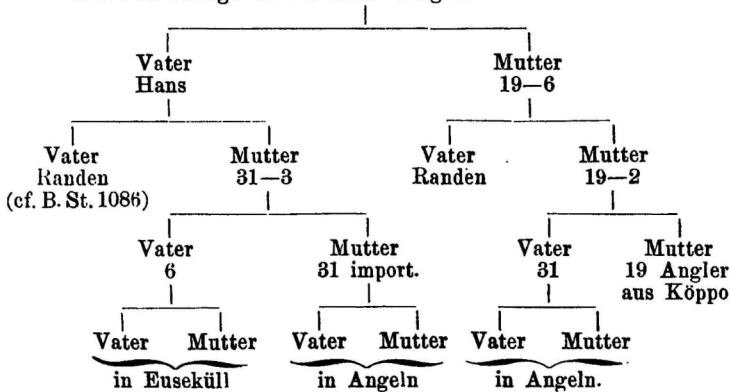 Vater Mutter
Hans 19—6
Vater Mutter Vater Mutter
Randen 31—3 Randen 19—2
(cf. B. St. 1086)
Vater Mutter Vater Mutter
6 31 import. 31 19 Angler
aus Köppo
Vater Mutter Vater Mutter Vater Mutter
in Euseküll in Angeln in Angeln.